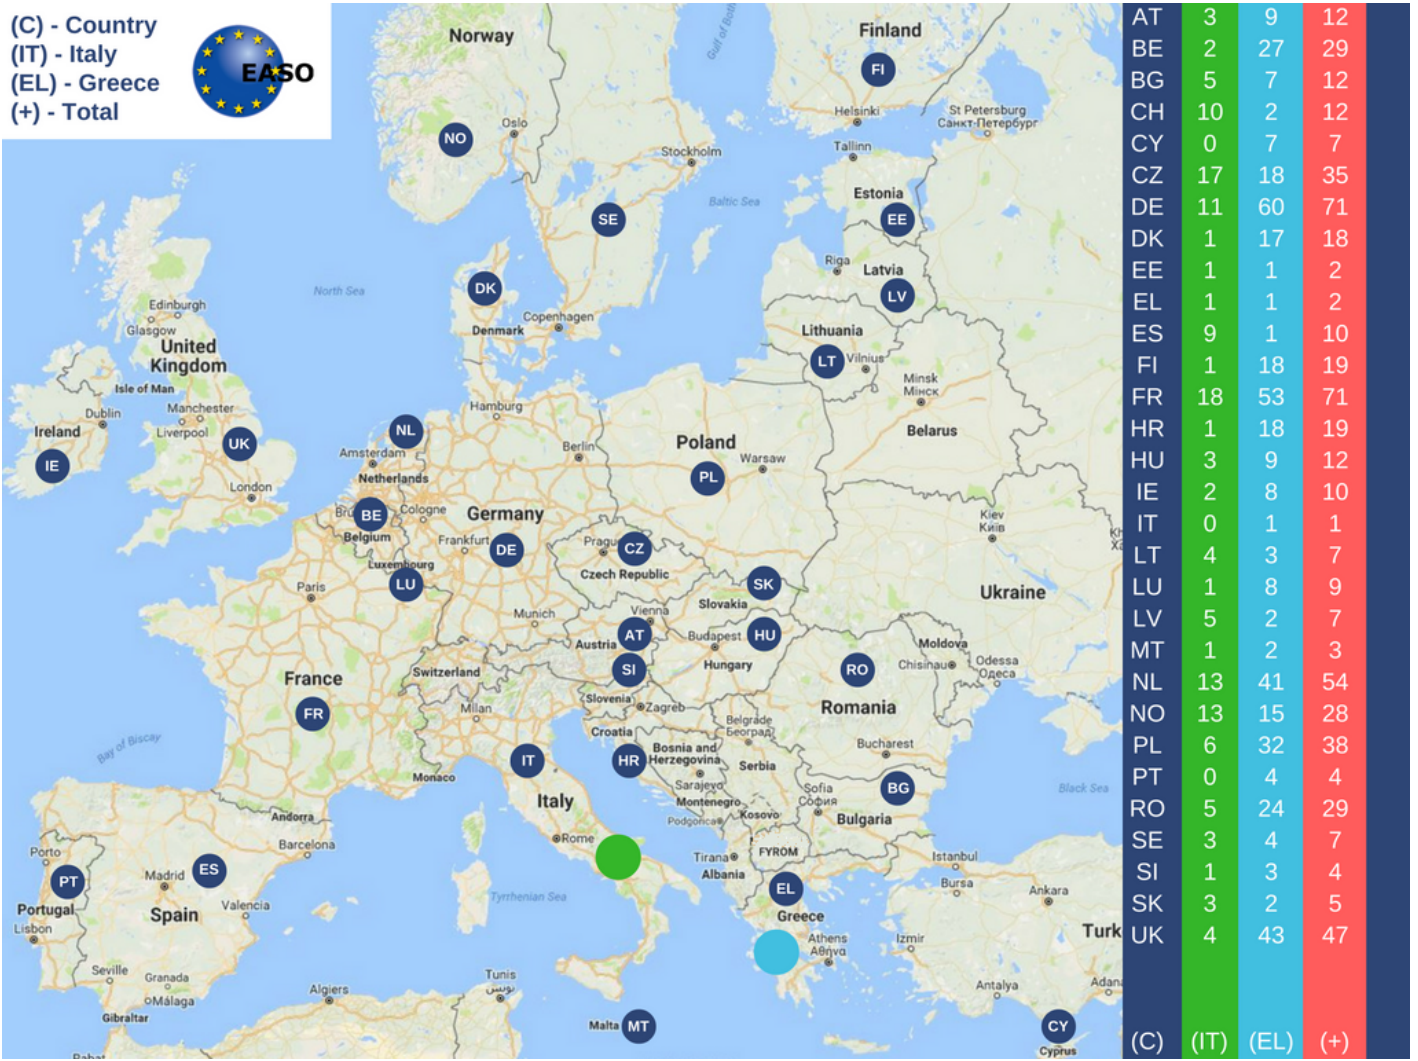 (C) - Country
(IT) - Italy
(EL) - Greece
(+) - Total
EASO
Norway
Finland
FI
Helsinki
St Petersburg
Санкт-Петербург
NO
Oslo
Stockholm
Tallinn
Estonia
EE
Baltic Sea
SE
Riga
Latvia
LV
North Sea
DK
Denmark
Copenhagen
Lithuania
LT
Vilnius
Minsk
Мінск
Belarus
Edinburgh
Glasgow
United
Kingdom
Isle of Man
Dublin
Manchester
Liverpool
Ireland
IE
UK
London
NL
Amsterdam
Netherlands
Hamburg
Berlin
Poland
Warsaw
PL
BE
Belgium
Cologne
Germany
Frankfurt
DE
CZ
Czech Republic
Luxembourg
LU
Kiev
Київ
Ukraine
Paris
SK
Slovakia
Munich
Vienna
AT
Austria
Budapest
HU
Hungary
SI
Slovenia
Zagreb
Switzerland
Milan
France
FR
RO
Romania
Moldova
Chisinau
Odessa
Одеса
Bay of Biscay
Croatia
HR
Belgrade
Београд
Bosnia and
Herzegovina
Sarajevo
Serbia
Bucharest
Monaco
IT
Italy
Montenegro
Podgorica
Kosovo
Sofia
София
BG
Bulgaria
Black Sea
Andorra
Barcelona
Rome
Tirana
Albania
FYROM
Istanbul
Bursa
Ankara
Porto
PT
Portugal
Lisbon
Madrid
ES
Spain
Valencia
Tyrrhenian Sea
EL
Greece
Athens
Αθήνα
Izmir
Turk
Seville
Granada
Málaga
Gibraltar
Algiers
Tunis
تونس
Malta
MT
Antalya
Adana
CY
Cyprus
Rabat
AT 3 9 12
BE 2 27 29
BG 5 7 12
CH 10 2 12
CY 0 7 7
CZ 17 18 35
DE 11 60 71
DK 1 17 18
EE 1 1 2
EL 1 1 2
ES 9 1 10
FI 1 18 19
FR 18 53 71
HR 1 18 19
HU 3 9 12
IE 2 8 10
IT 0 1 1
LT 4 3 7
LU 1 8 9
LV 5 2 7
MT 1 2 3
NL 13 41 54
NO 13 15 28
PL 6 32 38
PT 0 4 4
RO 5 24 29
SE 3 4 7
SI 1 3 4
SK 3 2 5
UK 4 43 47
(C) (IT) (EL) (+)